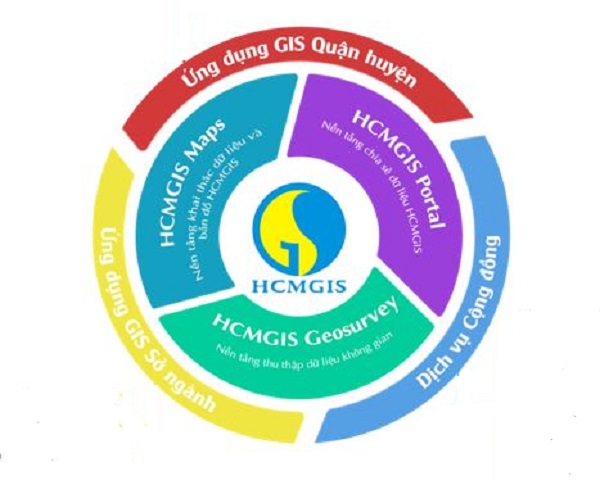 Ứng dụng GIS Quận huyện
HCMGIS Maps
Nền tảng khai thác dữ liệu và
bản đồ HCMGIS
HCMGIS Portal
Nền tảng chia sẻ dữ liệu HCMGIS
HCMGIS
HCMGIS Geosurvey
Nền tảng thu thập dữ liệu không gian
Ứng dụng GIS Sở ngành
Dịch vụ Cộng đồng